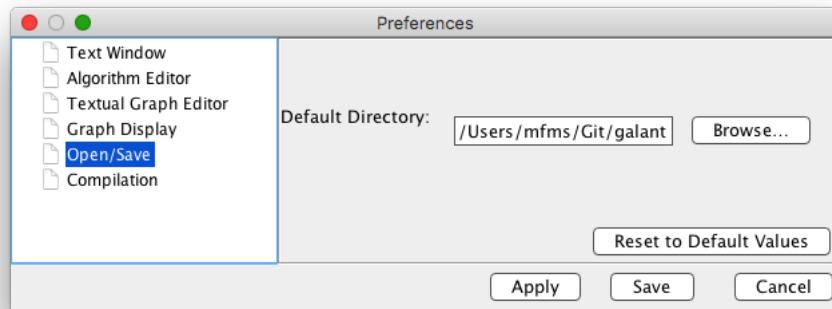 Preferences
Text Window
Algorithm Editor
Textual Graph Editor
Graph Display
Open/Save
Compilation
Default Directory:
/Users/mfms/Git/galant
Browse...
Reset to Default Values
Apply
Save
Cancel